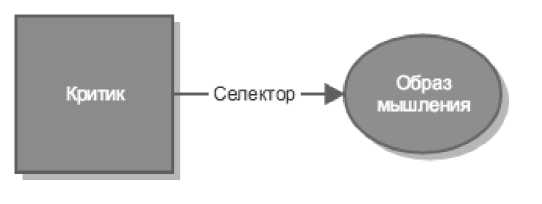 Критик
Селектор
Образ
мышления